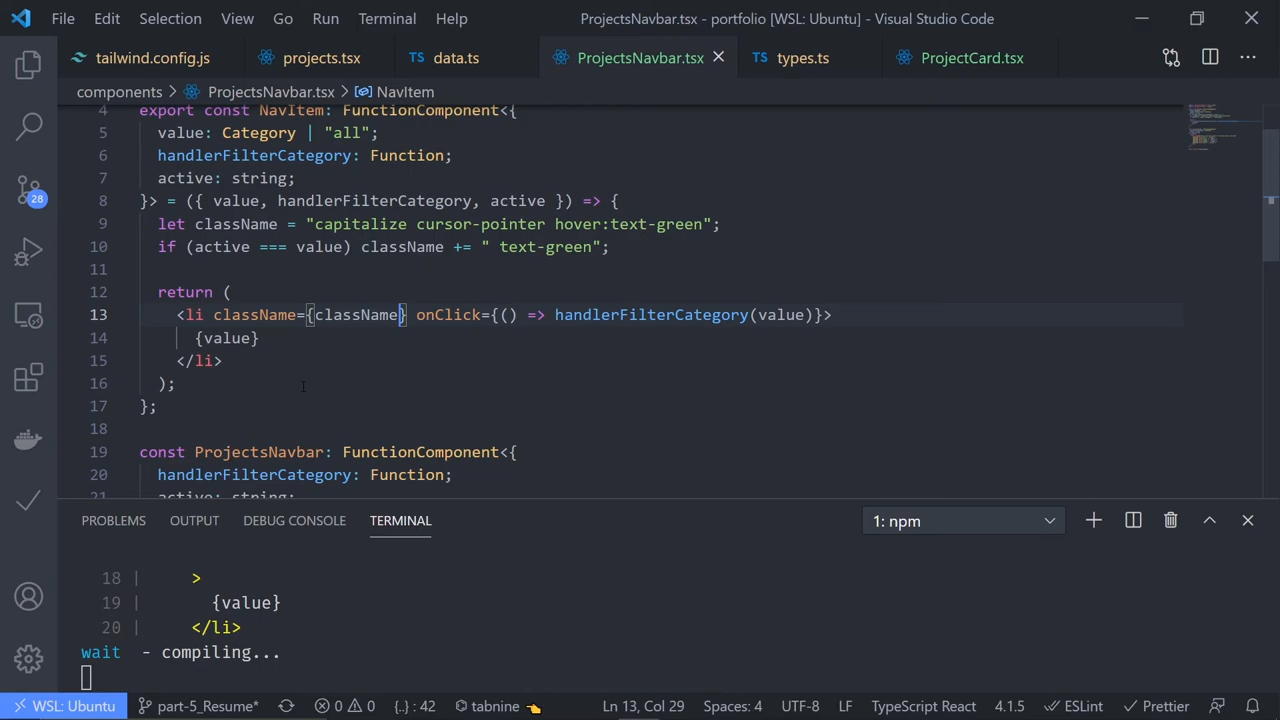 File Edit Selection View Go Run Terminal Help ProjectsNavbar.tsx - portfolio [WSL: Ubuntu] - Visual Studio Code
tailwind.config.js projects.tsx TS data.ts ProjectsNavbar.tsx TS types.ts ProjectCard.tsx
components > ProjectsNavbar.tsx > NavItem
4 export const NavItem: FunctionComponent<{
5 value: Category | "all";
6 handlerFilterCategory: Function;
7 active: string;
8 }> = ({ value, handlerFilterCategory, active }) => {
9 let className = "capitalize cursor-pointer hover:text-green";
10 if (active === value) className += " text-green";
11
12 return (
13 <li className={className} onClick={() => handlerFilterCategory(value)}>
14 {value}
15 </li>
16 );
17 };
18
19 const ProjectsNavbar: FunctionComponent<{
20 handlerFilterCategory: Function;
21 active: string;
28
PROBLEMS OUTPUT DEBUG CONSOLE TERMINAL 1: npm
18 | >
19 | {value}
20 | </li>
wait - compiling...
WSL: Ubuntu part-5_Resume* 0 0 {..} : 42 tabnine Ln 13, Col 29 Spaces: 4 UTF-8 LF TypeScript React 4.1.5 ESLint Prettier